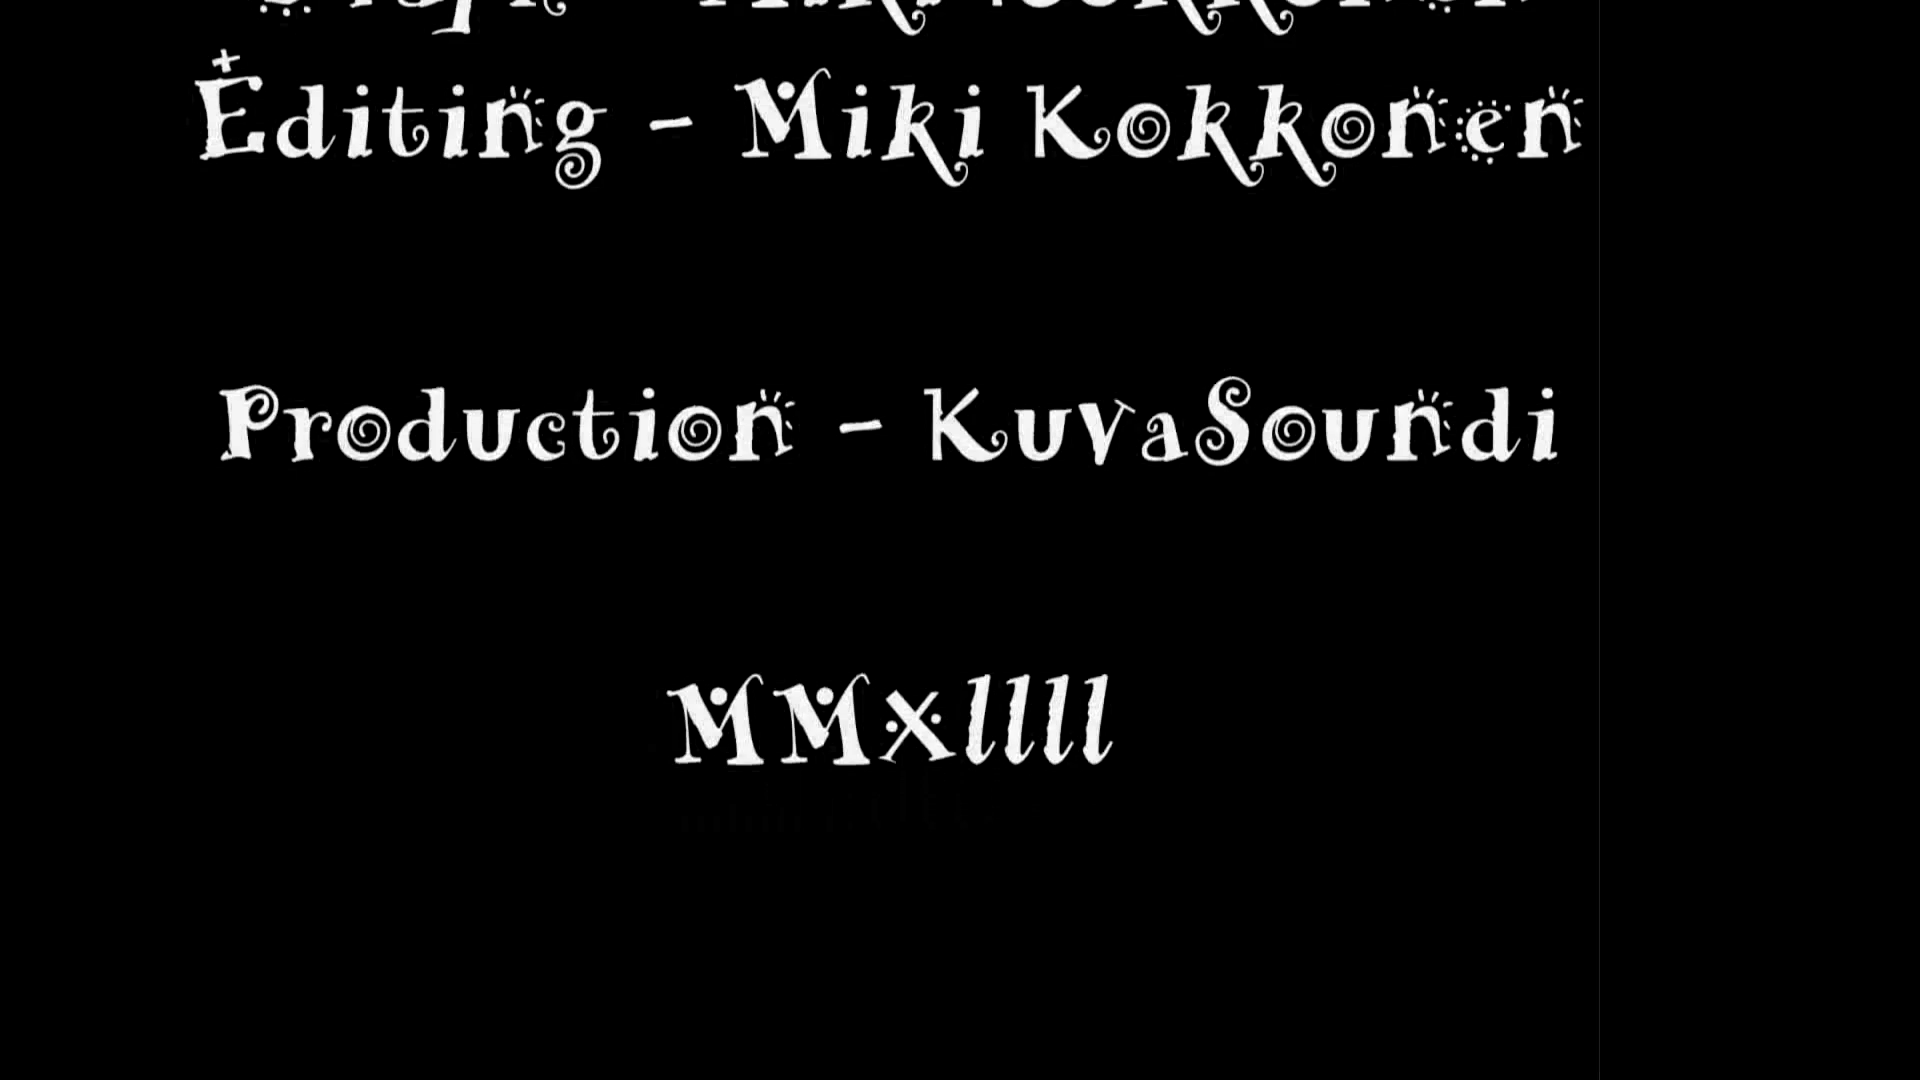 Editing - Miki Kokkonen
Production - KuvaSoundi
MMXllll